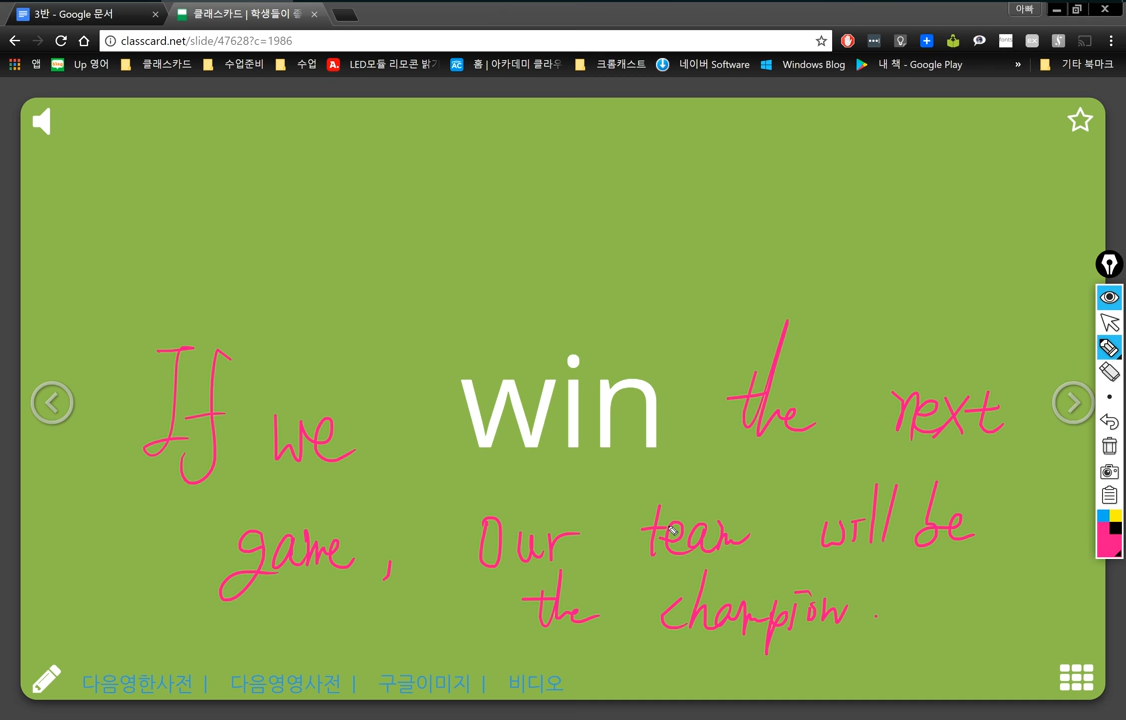 3반 - Google 문서
클래스카드 | 학생들이 좋
아빠
classcard.net/slide/47628?c=1986
앱 Up 영어 클래스카드 수업준비 수업 LED모듈 리모콘 밝기 홈 | 아카데미 클라우 크롬캐스트 네이버 Software Windows Blog 내 책 - Google Play » 기타 북마크
If we win the next
game, Our team will be
the champion.
다음영한사전 | 다음영영사전 | 구글이미지 | 비디오